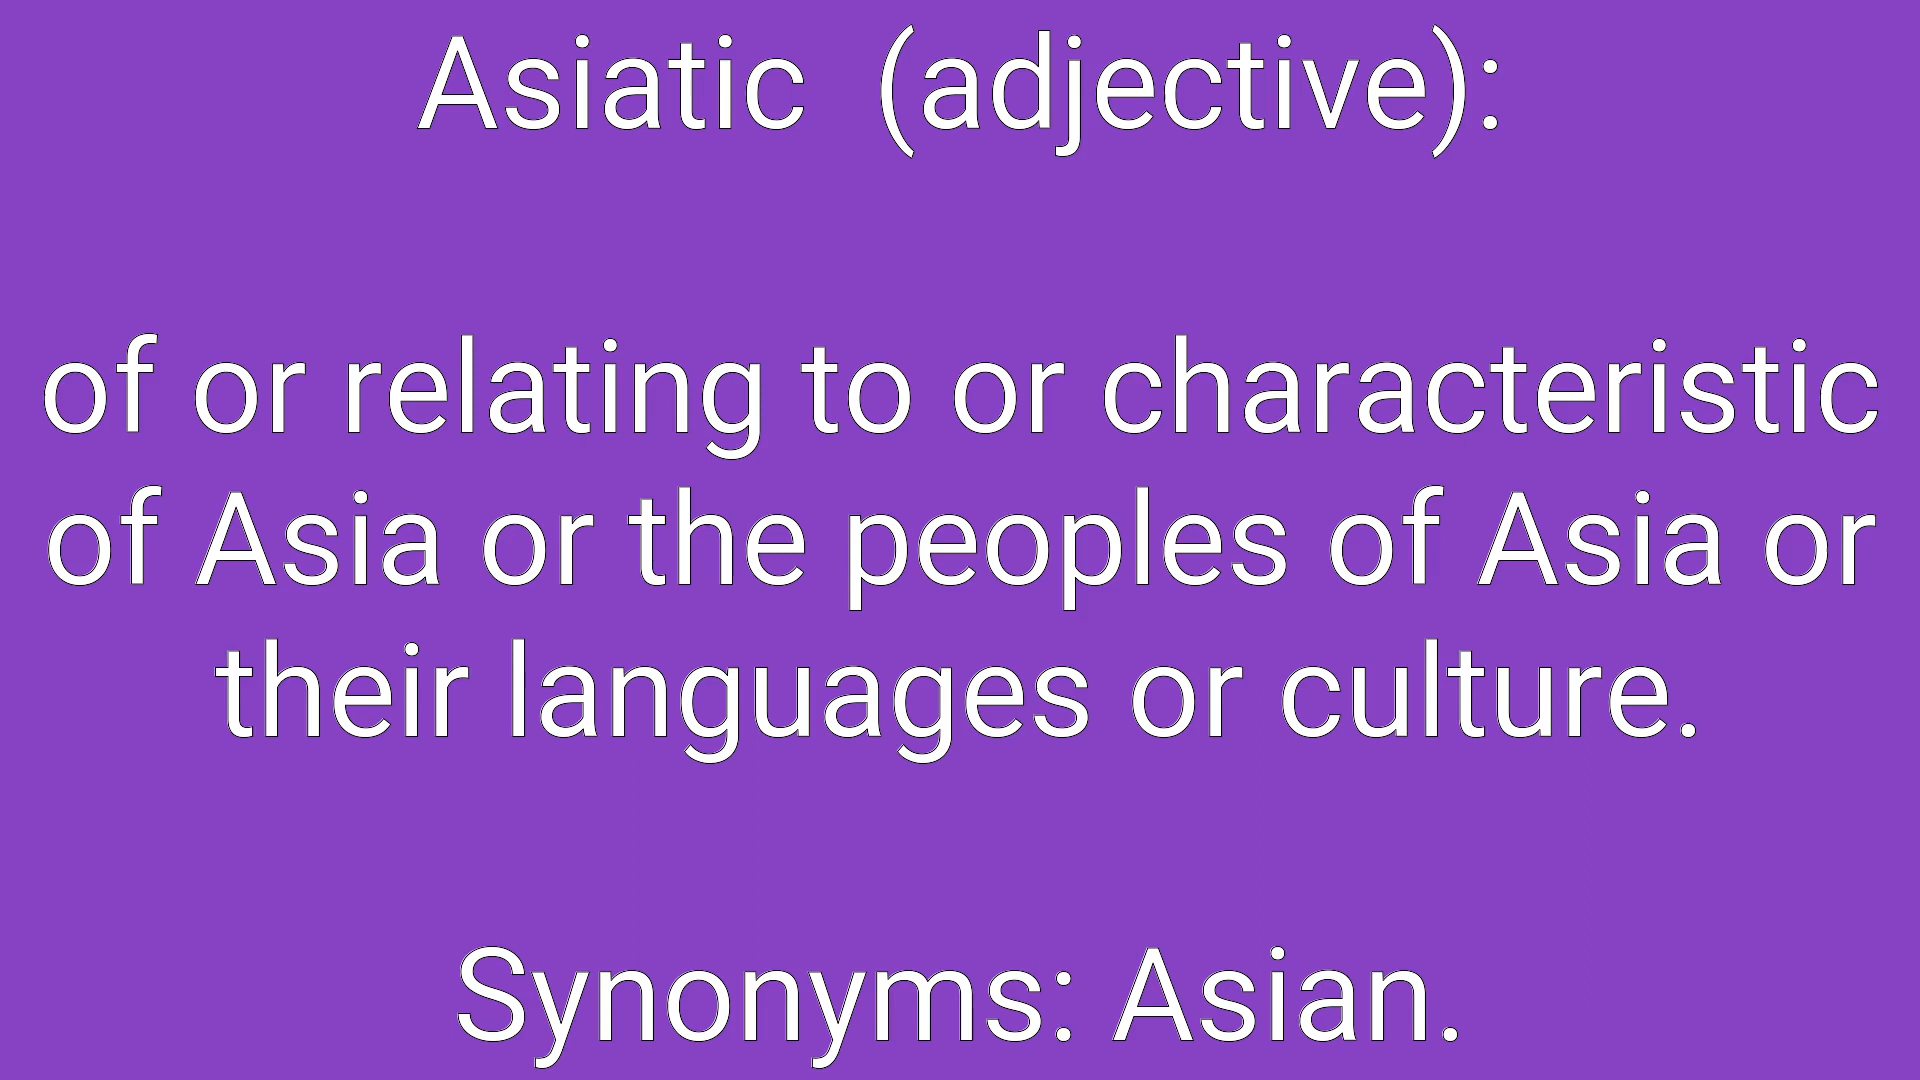 Asiatic  (adjective):
of or relating to or characteristic
of Asia or the peoples of Asia or
their languages or culture.
Synonyms: Asian.